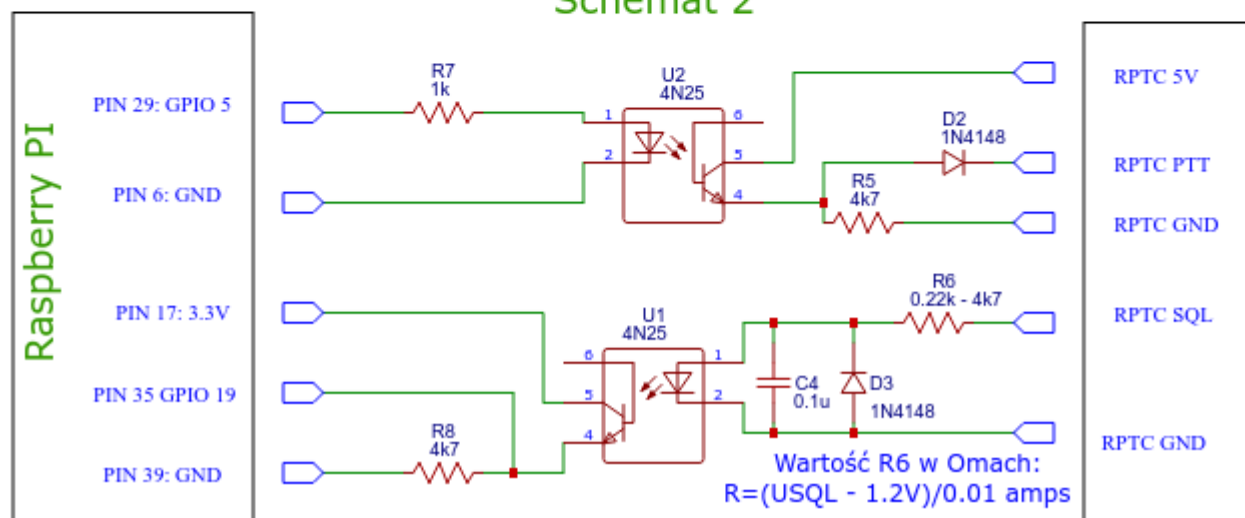 Schemat 2
Raspberry PI
PIN 29: GPIO 5
PIN 6: GND
PIN 17: 3.3V
PIN 35 GPIO 19
PIN 39: GND
R7
1k
U2
4N25
1
2
6
5
4
D2
1N4148
R5
4k7
RPTC 5V
RPTC PTT
RPTC GND
R8
4k7
U1
4N25
6
5
4
1
2
C4
0.1u
D3
1N4148
R6
0.22k - 4k7
RPTC SQL
RPTC GND
Wartość R6 w Omach:
R=(USQL - 1.2V)/0.01 amps